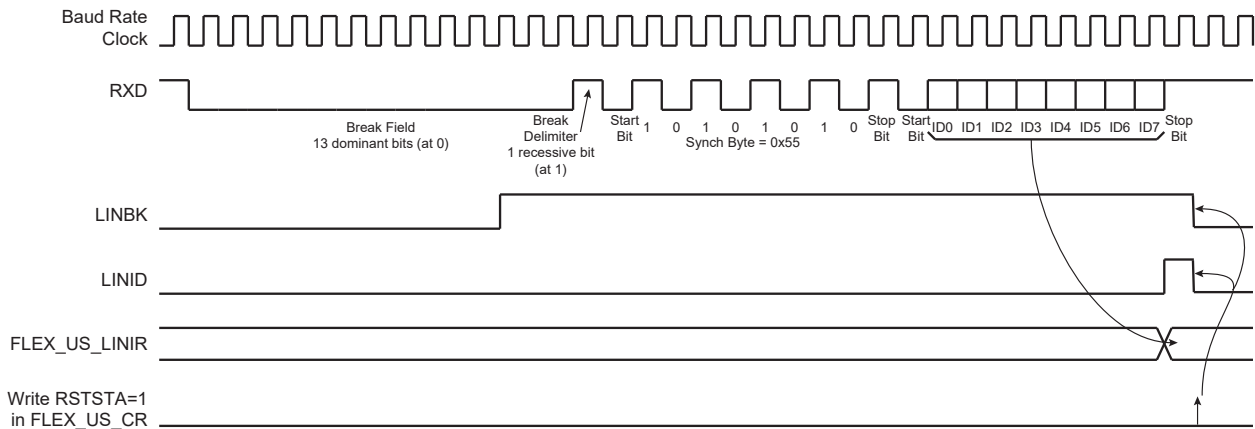 Baud Rate
Clock
RXD
Break Field
13 dominant bits (at 0)
Break
Delimiter
1 recessive bit
(at 1)
Start
Bit
1 0 1 0 1 0 1 0
Synch Byte = 0x55
Stop
Bit
Start
Bit
ID0 ID1 ID2 ID3 ID4 ID5 ID6 ID7
Stop
Bit
LINBK
LINID
FLEX_US_LINIR
Write RSTSTA=1
in FLEX_US_CR